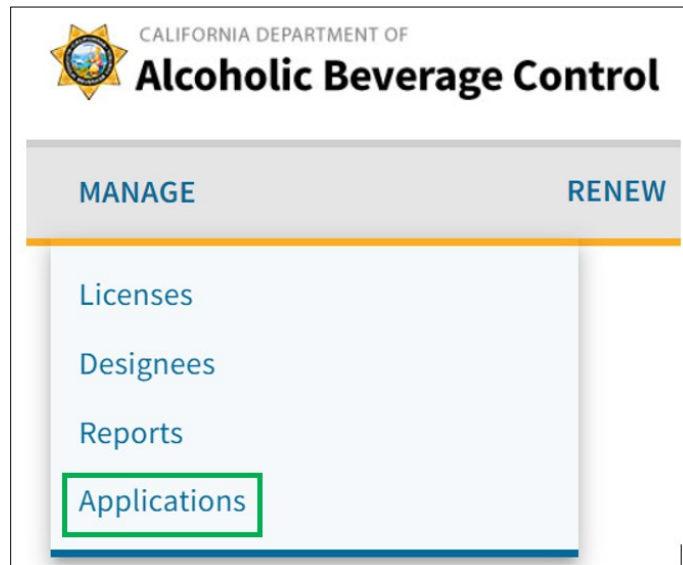 CALIFORNIA DEPARTMENT OF
Alcoholic Beverage Control
MANAGE RENEW
Licenses
Designees
Reports
Applications